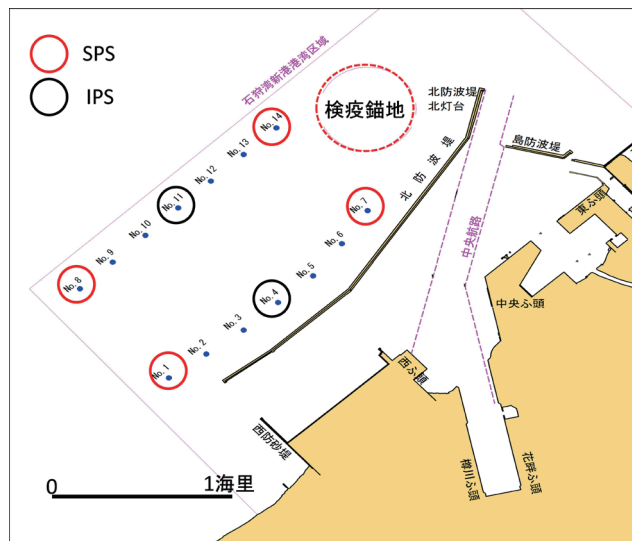 SPS
IPS
石狩湾新港港湾区域
検疫錨地
北防波堤
北灯台
島防波堤
北防波堤
中央航路
東ふ頭
中央ふ頭
西ふ頭
西防砂堤
樽川ふ頭
花畔ふ頭
No.14
No.13
No.12
No.11
No.10
No.9
No.8
No.7
No.6
No.5
No.4
No.3
No.2
No.1
0
1海里